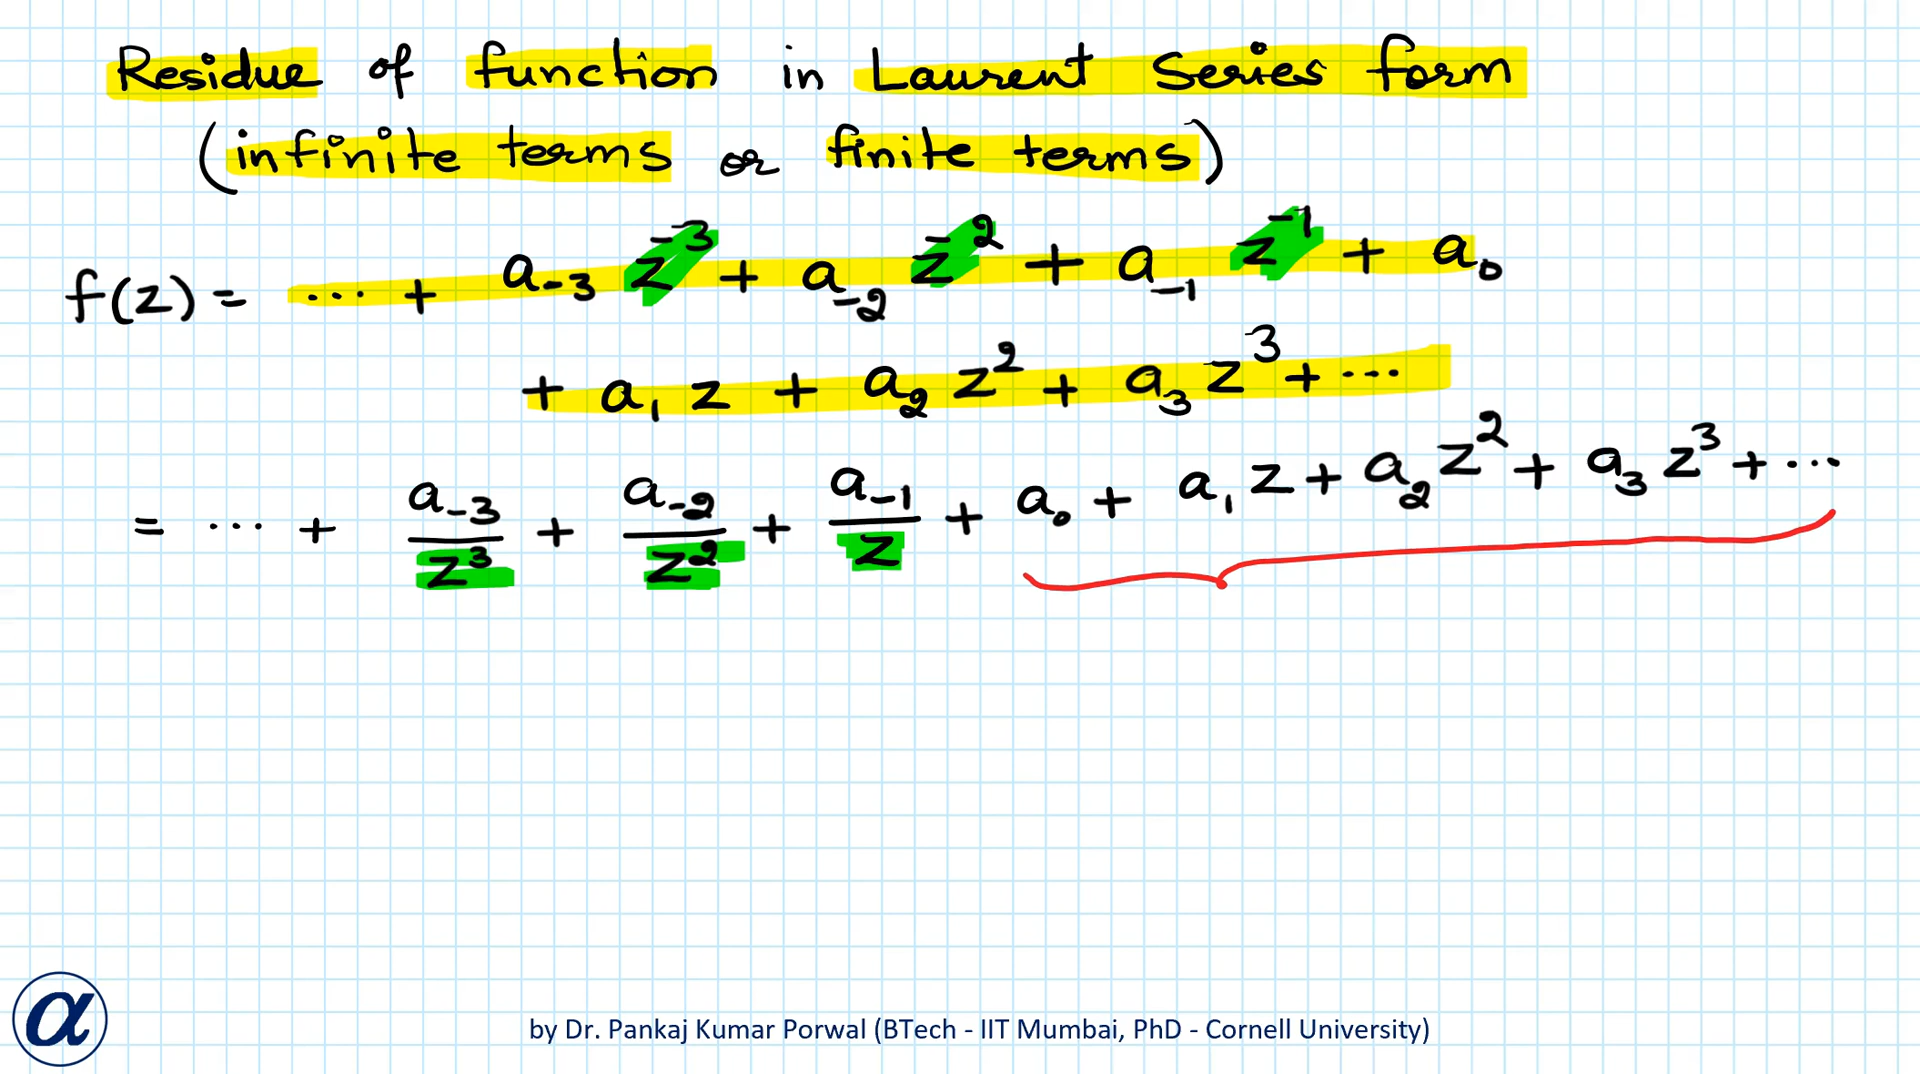 Residue of function in Laurent Series form
(infinite terms or finite terms)
f(z) = ... + a₋₃ z⁻³ + a₋₂ z⁻² + a₋₁ z⁻¹ + a₀
+ a₁ z + a₂ z² + a₃ z³ + ...
= ... + a₋₃/z³ + a₋₂/z² + a₋₁/z + a₀ + a₁ z + a₂ z² + a₃ z³ + ...
α
by Dr. Pankaj Kumar Porwal (BTech - IIT Mumbai, PhD - Cornell University)